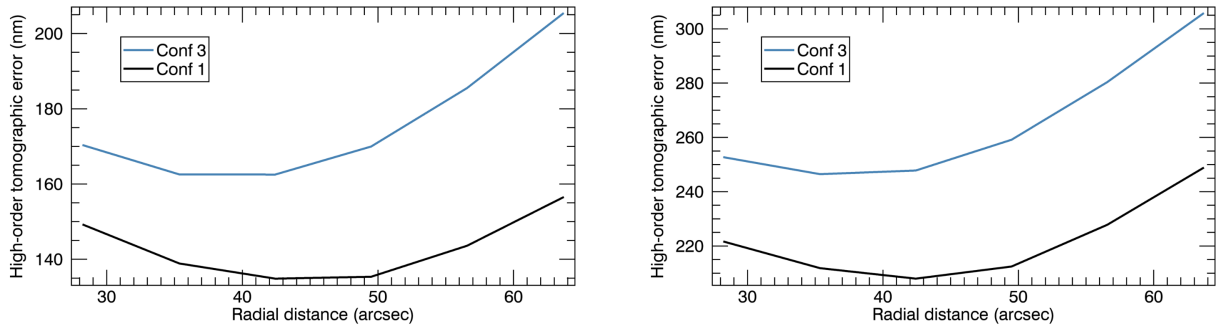 High-order tomographic error (nm)
200
180
160
140
Conf 3
Conf 1
30 40 50 60
Radial distance (arcsec)
High-order tomographic error (nm)
300
280
260
240
220
Conf 3
Conf 1
30 40 50 60
Radial distance (arcsec)